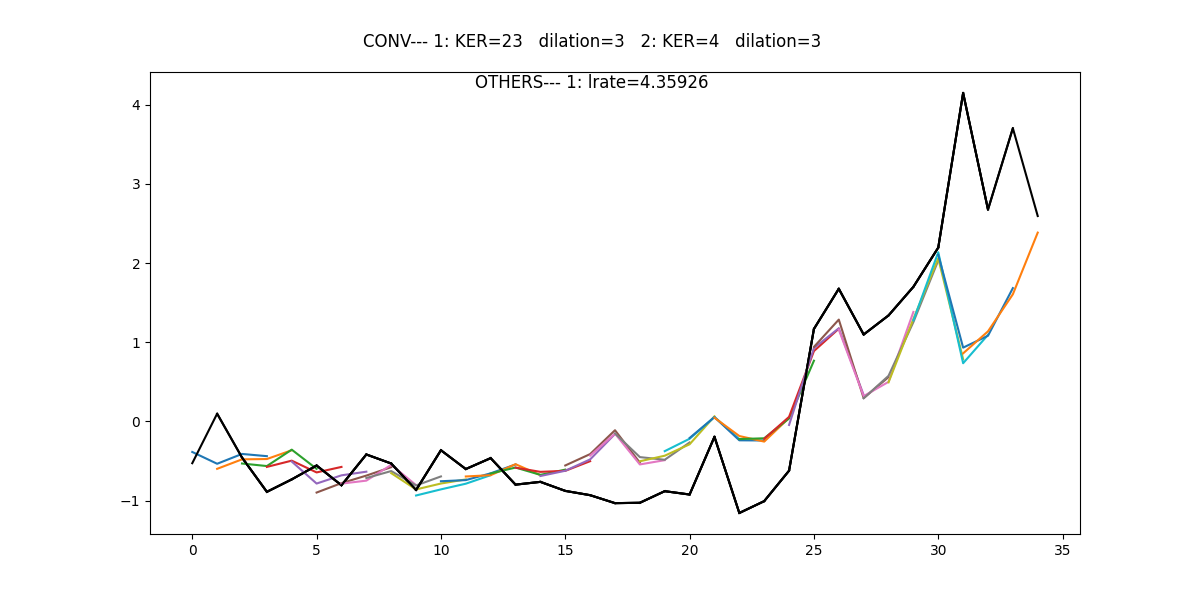 CONV--- 1: KER=23   dilation=3   2: KER=4   dilation=3
OTHERS--- 1: lrate=4.35926
4
3
2
1
0
−1
0 5 10 15 20 25 30 35